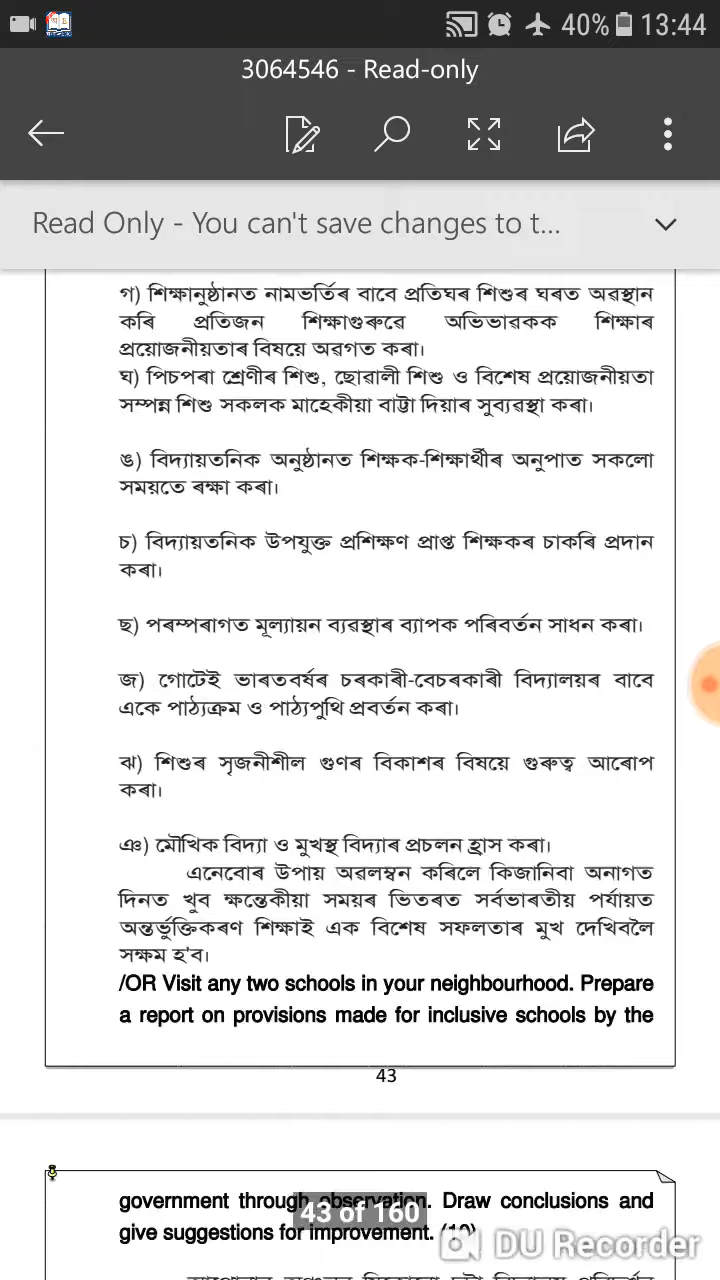 40% 13:44
3064546 - Read-only
Read Only - You can't save changes to t...
গ) শিক্ষানুষ্ঠানত নামভৰ্তিৰ বাবে প্ৰতিঘৰ শিশুৰ ঘৰত অৱস্থান
কৰি প্ৰতিজন শিক্ষাগুৰুৱে অভিভাৱকক শিক্ষাৰ
প্ৰয়োজনীয়তাৰ বিষয়ে অৱগত কৰা।
ঘ) পিচপৰা শ্ৰেণীৰ শিশু, ছোৱালী শিশু ও বিশেষ প্ৰয়োজনীয়তা
সম্পন্ন শিশু সকলক মাহেকীয়া বাট্টা দিয়াৰ সুব্যৱস্থা কৰা।
ঙ) বিদ্যায়তনিক অনুষ্ঠানত শিক্ষক-শিক্ষাৰ্থীৰ অনুপাত সকলো
সময়তে ৰক্ষা কৰা।
চ) বিদ্যায়তনিক উপযুক্ত প্ৰশিক্ষণ প্ৰাপ্ত শিক্ষকৰ চাকৰি প্ৰদান
কৰা।
ছ) পৰম্পৰাগত মূল্যায়ন ব্যৱস্থাৰ ব্যাপক পৰিবৰ্তন সাধন কৰা।
জ) গোটেই ভাৰতবৰ্ষৰ চৰকাৰী-বেচৰকাৰী বিদ্যালয়ৰ বাবে
একে পাঠ্যক্ৰম ও পাঠ্যপুথি প্ৰবৰ্তন কৰা।
ঝ) শিশুৰ সৃজনীশীল গুণৰ বিকাশৰ বিষয়ে গুৰুত্ব আৰোপ
কৰা।
ঞ) মৌখিক বিদ্যা ও মুখস্থ বিদ্যাৰ প্ৰচলন হ্ৰাস কৰা।
এনেবোৰ উপায় অৱলম্বন কৰিলে কিজানিবা অনাগত
দিনত খুব ক্ষন্তেকীয়া সময়ৰ ভিতৰত সৰ্বভাৰতীয় পৰ্যায়ত
অন্তৰ্ভুক্তিকৰণ শিক্ষাই এক বিশেষ সফলতাৰ মুখ দেখিবলৈ
সক্ষম হ'ব।
/OR Visit any two schools in your neighbourhood. Prepare
a report on provisions made for inclusive schools by the
43
government through observation. Draw conclusions and
43 of 160
give suggestions for improvement. (10)
DU Recorder